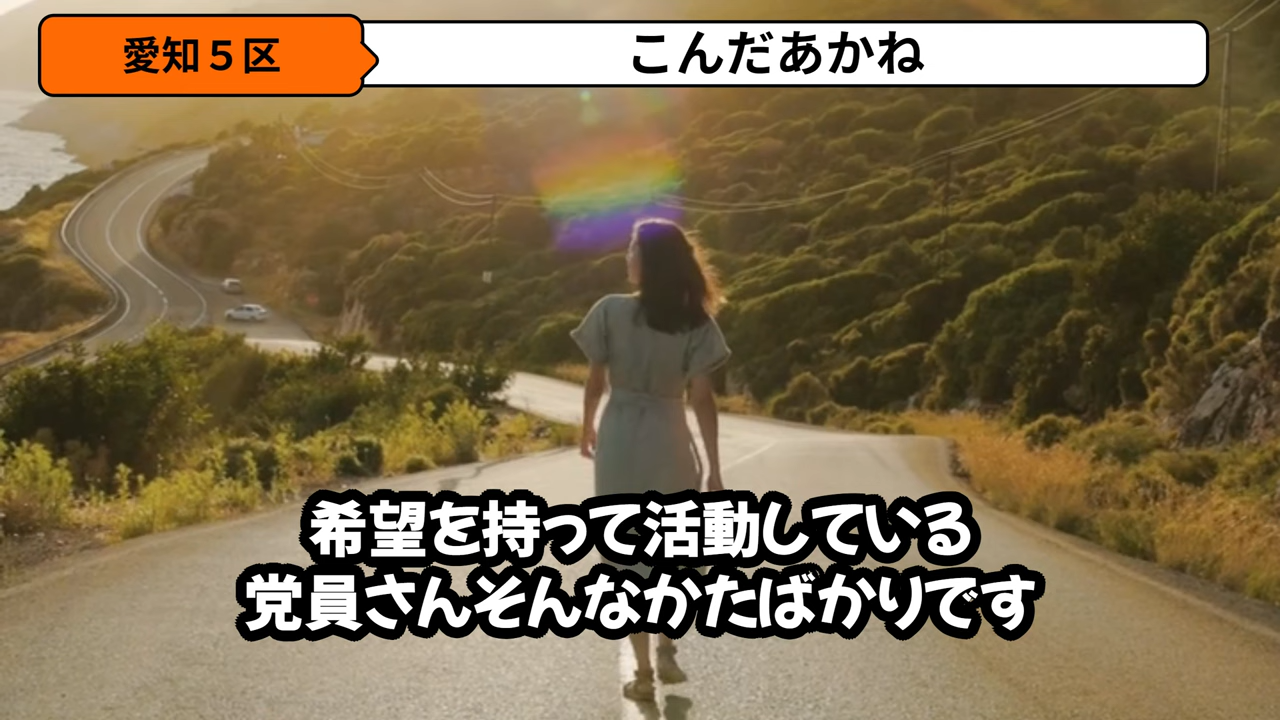 愛知５区
こんだあかね
希望を持って活動している
党員さんそんなかたばかりです